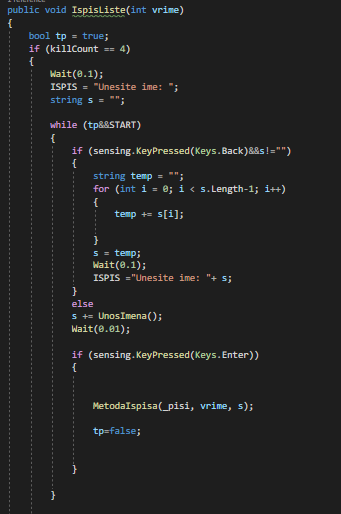 public void IspisListe(int vrime)
{
bool tp = true;
if (killCount == 4)
{
Wait(0.1);
ISPIS = "Unesite ime: ";
string s = "";
while (tp&&START)
{
if (sensing.KeyPressed(Keys.Back)&&s!="")
{
string temp = "";
for (int i = 0; i < s.Length-1; i++)
{
temp += s[i];
}
s = temp;
Wait(0.1);
ISPIS ="Unesite ime: "+ s;
}
else
s += UnosImena();
Wait(0.01);
if (sensing.KeyPressed(Keys.Enter))
{
MetodaIspisa(_pisi, vrime, s);
tp=false;
}
}